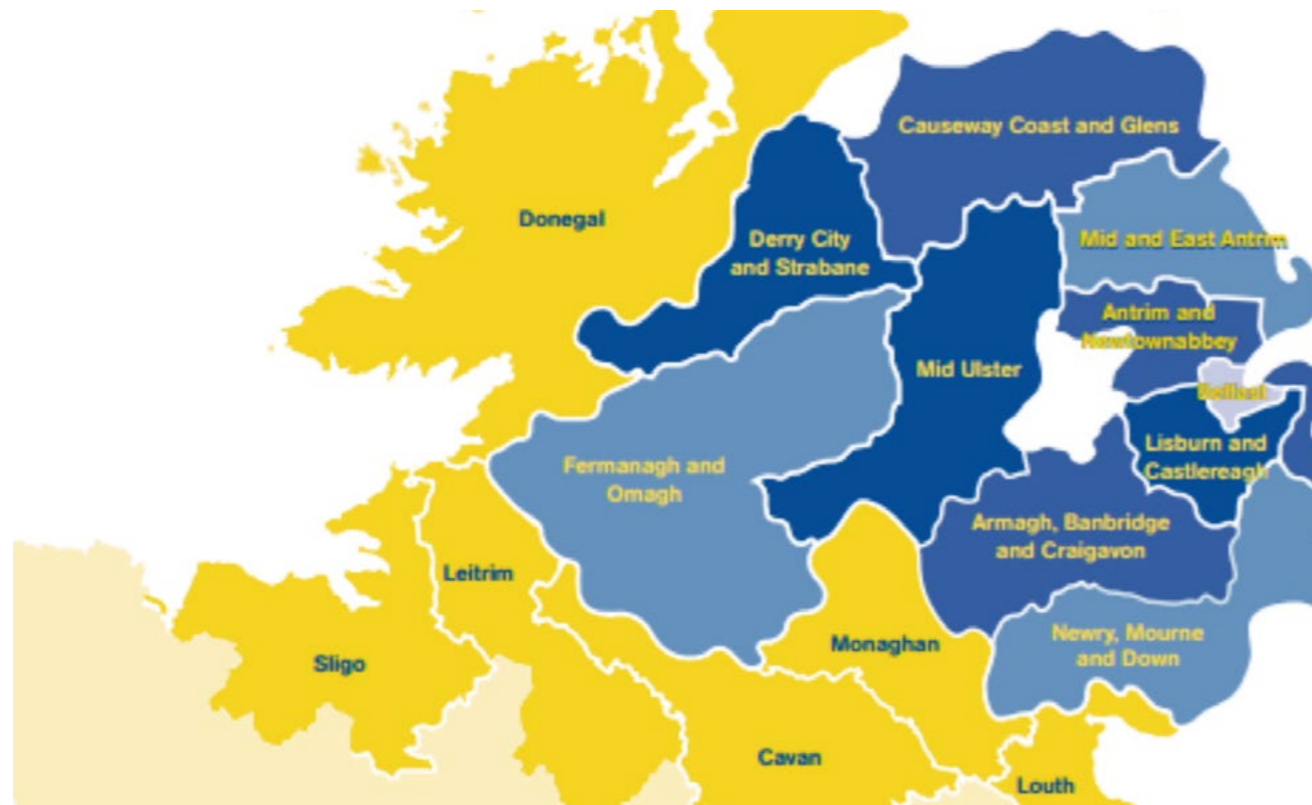 Causeway Coast and Glens
Donegal
Derry City
and Strabane
Mid and East Antrim
Antrim and
Newtownabbey
Mid Ulster
Belfast
Lisburn and
Castlereagh
Fermanagh and
Omagh
Armagh, Banbridge
and Craigavon
Leitrim
Sligo
Monaghan
Newry, Mourne
and Down
Cavan
Louth